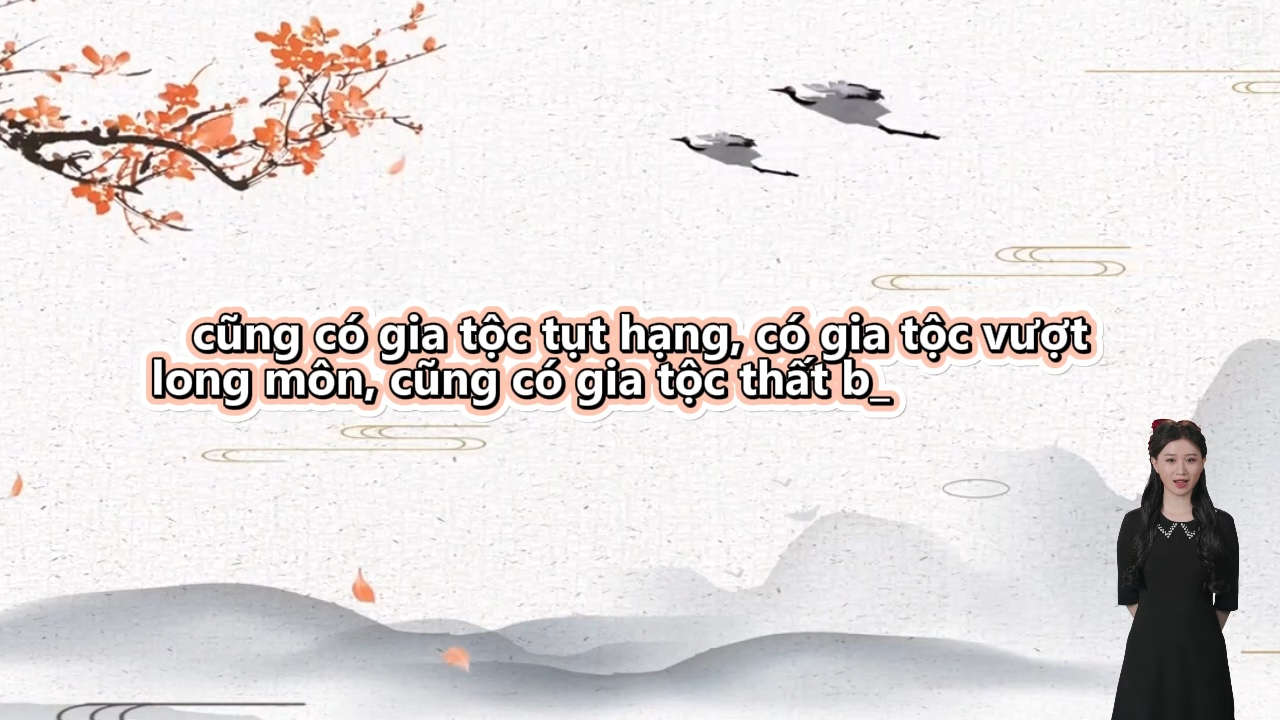 cũng có gia tộc tụt hạng, có gia tộc vượt
long môn, cũng có gia tộc thất b_